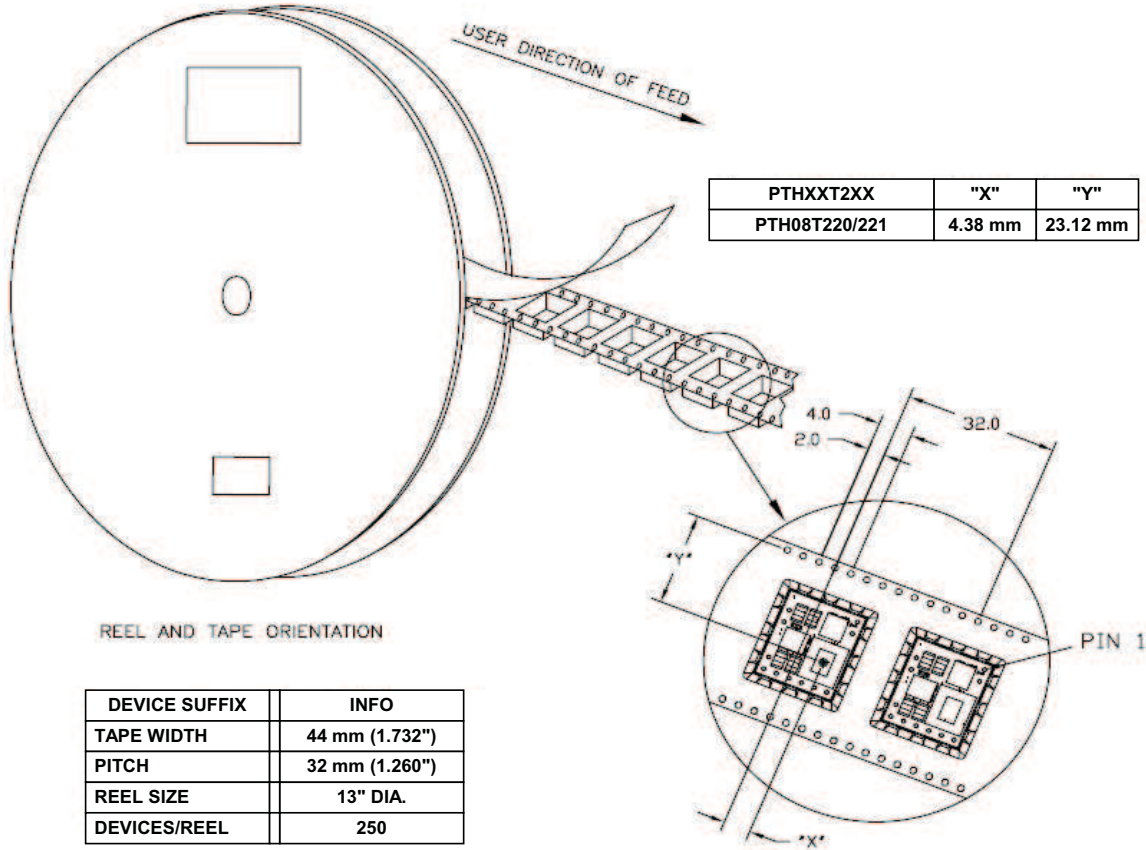 USER DIRECTION OF FEED
PTHXXT2XX "X" "Y"
PTH08T220/221 4.38 mm 23.12 mm
4.0
2.0
32.0
"Y"
PIN 1
"X"
REEL AND TAPE ORIENTATION
DEVICE SUFFIX INFO
TAPE WIDTH 44 mm (1.732")
PITCH 32 mm (1.260")
REEL SIZE 13" DIA.
DEVICES/REEL 250